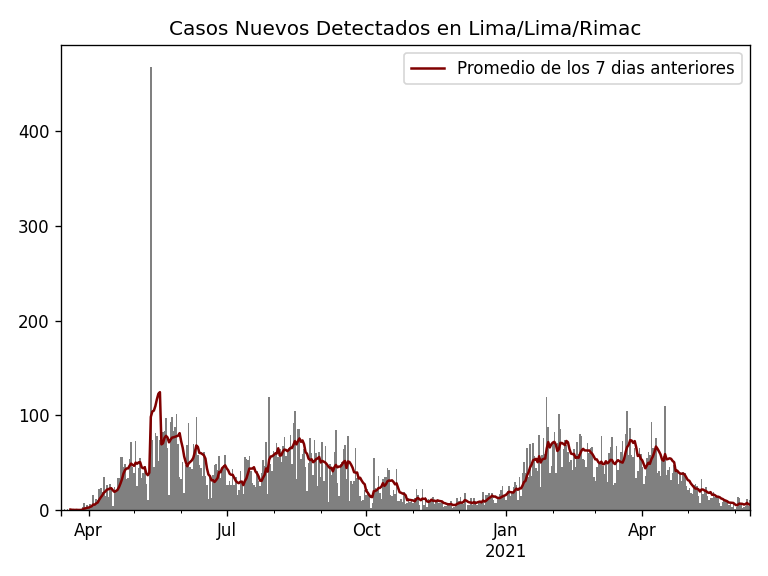 Casos Nuevos Detectados en Lima/Lima/Rimac
Promedio de los 7 dias anteriores
400
300
200
100
0
Apr
Jul
Oct
Jan
2021
Apr